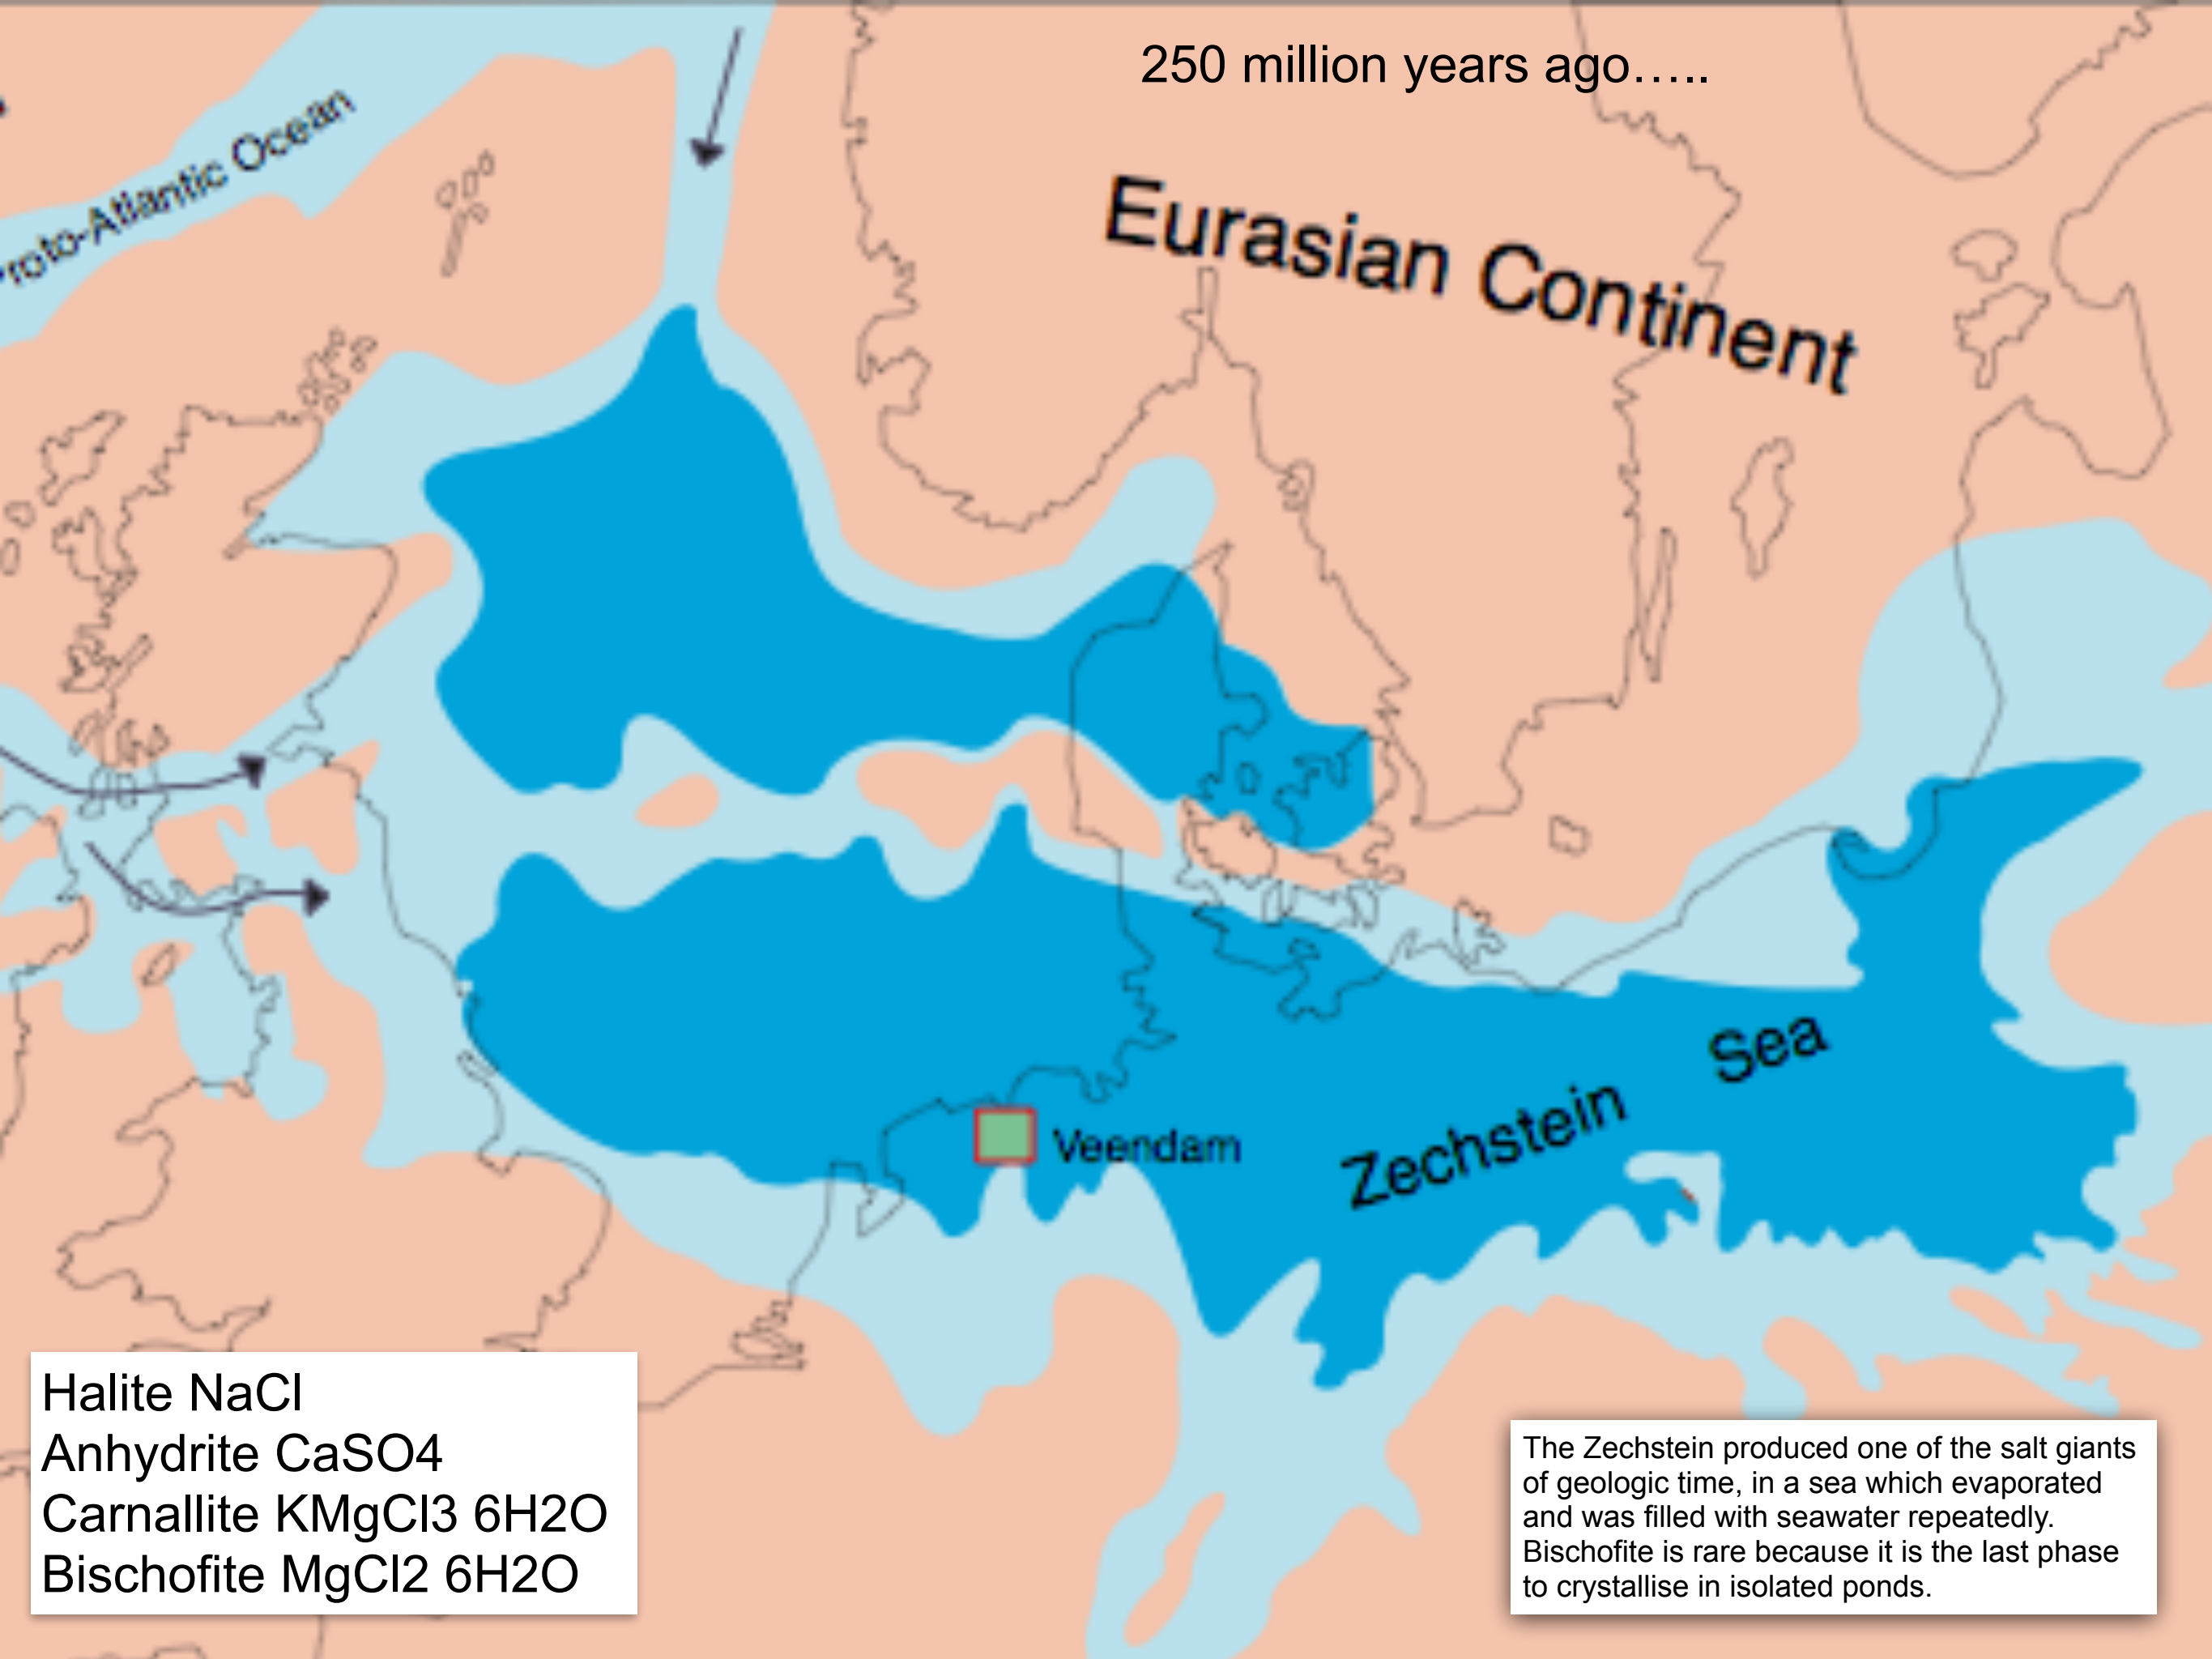 250 million years ago.....
roto-Atlantic Ocean
Eurasian Continent
Sea
Zechstein
Veendam
Halite NaCl
Anhydrite CaSO4
Carnallite KMgCl3 6H2O
Bischofite MgCl2 6H2O
The Zechstein produced one of the salt giants
of geologic time, in a sea which evaporated
and was filled with seawater repeatedly.
Bischofite is rare because it is the last phase
to crystallise in isolated ponds.